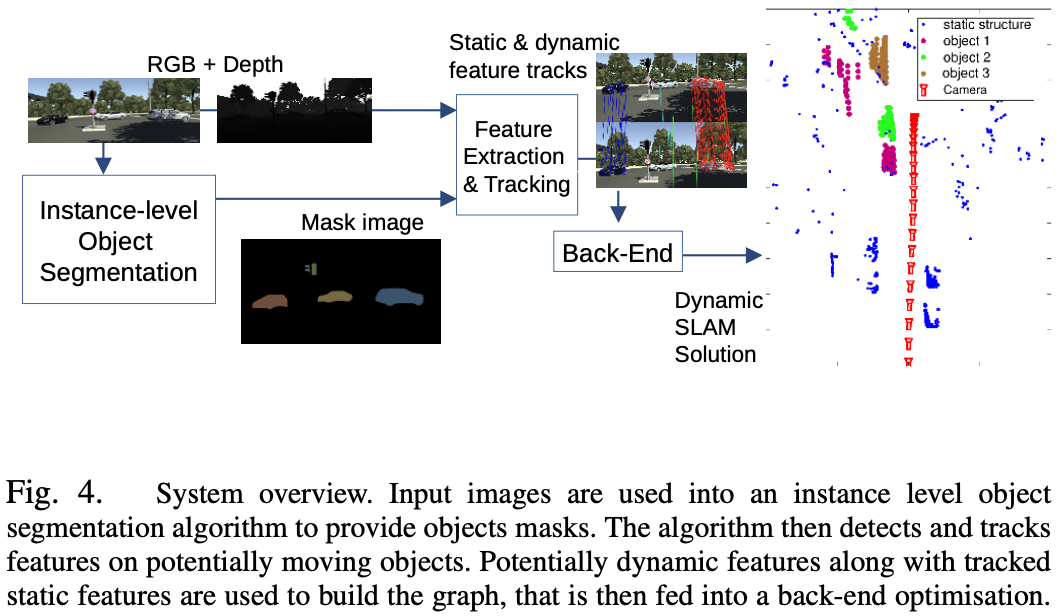 RGB + Depth
Static & dynamic
feature tracks
Instance-level
Object
Segmentation
Mask image
Feature
Extraction
& Tracking
Back-End
Dynamic
SLAM
Solution
static structure
object 1
object 2
object 3
Camera
Fig. 4. System overview. Input images are used into an instance level object
segmentation algorithm to provide objects masks. The algorithm then detects and tracks
features on potentially moving objects. Potentially dynamic features along with tracked
static features are used to build the graph, that is then fed into a back-end optimisation.